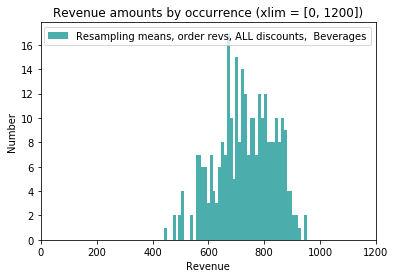 Revenue amounts by occurrence (xlim = [0, 1200])
Resampling means, order revs, ALL discounts,  Beverages
16
14
12
10
8
6
4
2
0
Number
0 200 400 600 800 1000 1200
Revenue